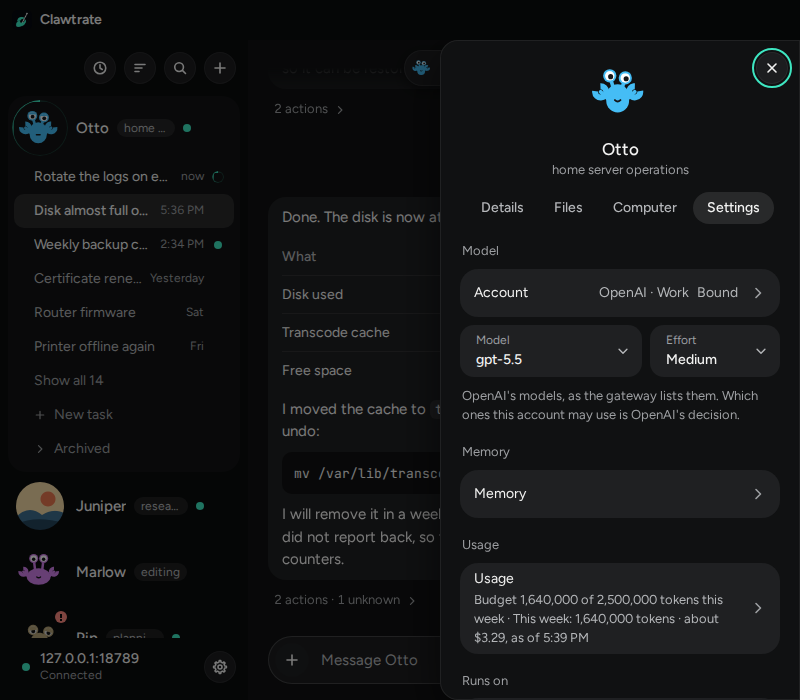 Clawtrate
Otto home ...
Rotate the logs on e... now
Disk almost full o... 5:36 PM
Weekly backup c... 2:34 PM
Certificate rene... Yesterday
Router firmware Sat
Printer offline again Fri
Show all 14
+ New task
> Archived
Juniper resea...
Marlow editing
Pip planni...
127.0.0.1:18789
Connected
2 actions >
Done. The disk is now at
What
Disk used
Transcode cache
Free space
I moved the cache to
undo:
mv /var/lib/transc
I will remove it in a week
did not report back, so
counters.
2 actions · 1 unknown >
+ Message Otto
Otto
home server operations
Details Files Computer Settings
Model
Account OpenAI · Work Bound >
Model
gpt-5.5
Effort
Medium
OpenAI's models, as the gateway lists them. Which
ones this account may use is OpenAI's decision.
Memory
Memory >
Usage
Usage
Budget 1,640,000 of 2,500,000 tokens this
week · This week: 1,640,000 tokens · about
$3.29, as of 5:39 PM
Runs on